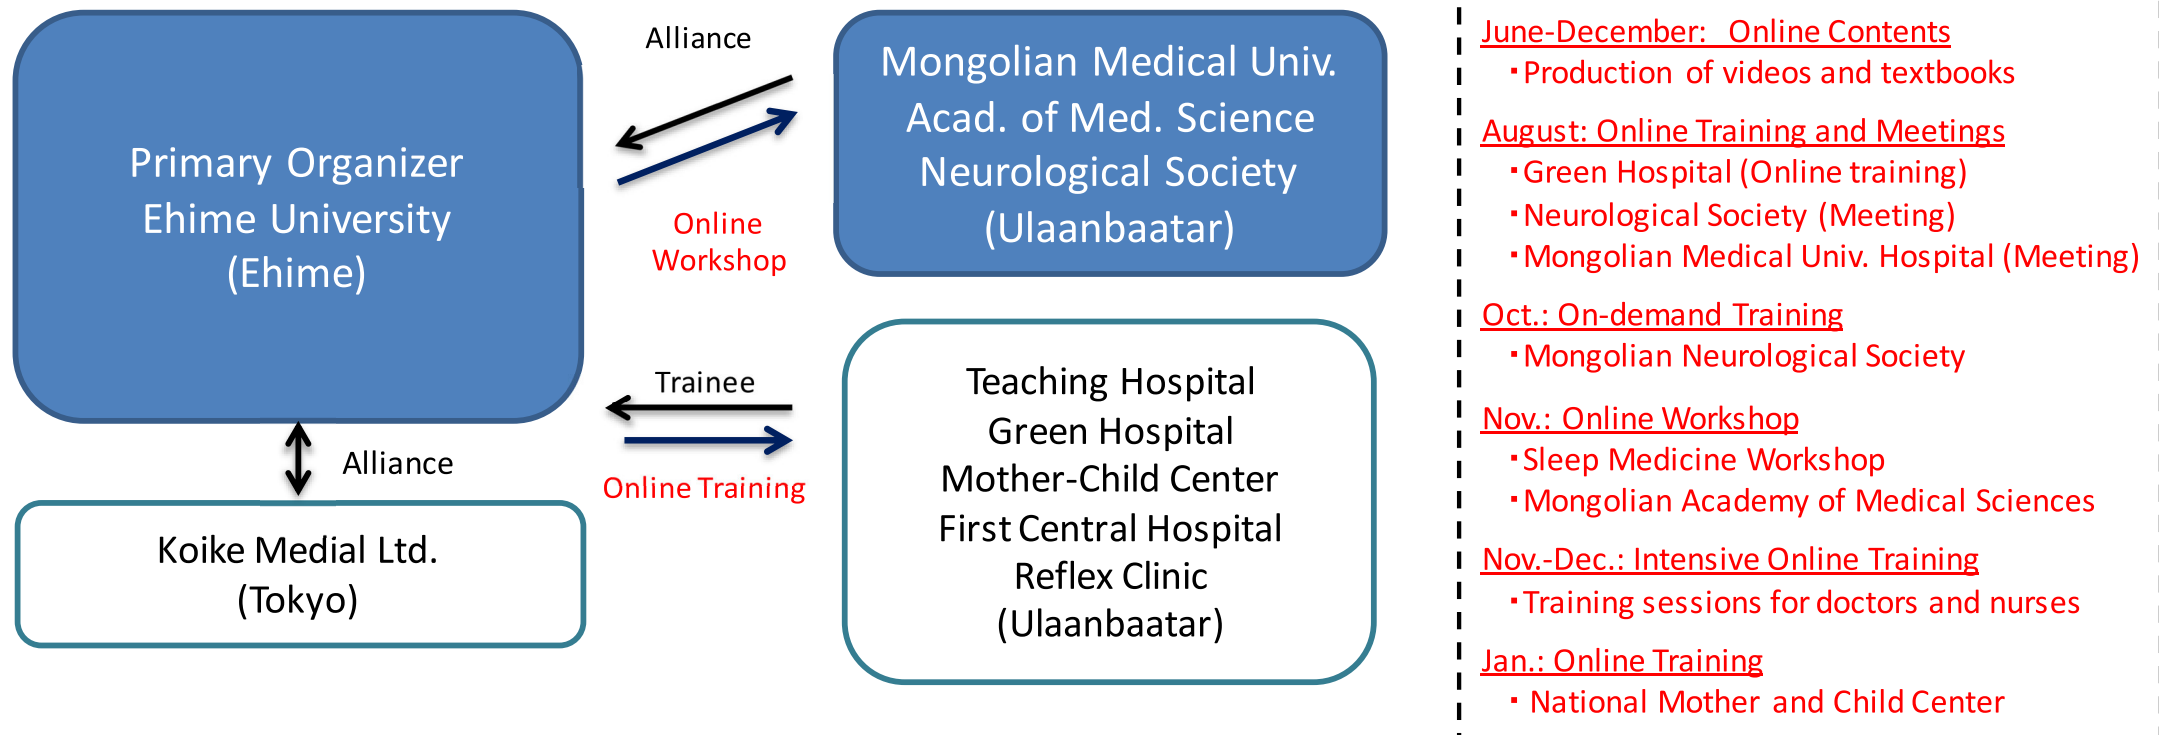 Primary Organizer
Ehime University
(Ehime)
Alliance
Online
Workshop
Mongolian Medical Univ.
Acad. of Med. Science
Neurological Society
(Ulaanbaatar)
Trainee
Online Training
Alliance
Koike Medial Ltd.
(Tokyo)
Teaching Hospital
Green Hospital
Mother-Child Center
First Central Hospital
Reflex Clinic
(Ulaanbaatar)
June-December: Online Contents
・Production of videos and textbooks
August: Online Training and Meetings
・Green Hospital (Online training)
・Neurological Society (Meeting)
・Mongolian Medical Univ. Hospital (Meeting)
Oct.: On-demand Training
・Mongolian Neurological Society
Nov.: Online Workshop
・Sleep Medicine Workshop
・Mongolian Academy of Medical Sciences
Nov.-Dec.: Intensive Online Training
・Training sessions for doctors and nurses
Jan.: Online Training
・ National Mother and Child Center